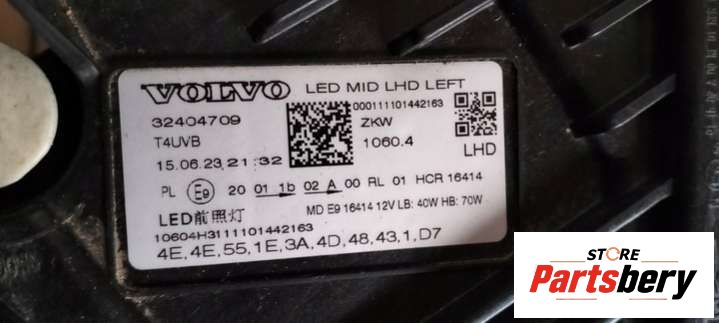 VOLVO LED MID LHD LEFT
000111101442163
32404709
ZKW
T4UVB
1060.4
15.06.23, 21:32
LHD
PL E9 20 01 1b 02 A 00 RL 01 HCR 16414
MD E9 16414 12V LB: 40W HB: 70W
LED前照灯
10604H3111101442163
4E, 4E, 55, 1E, 3A, 4D, 48, 43, 1, D7
STORE
Partsbery